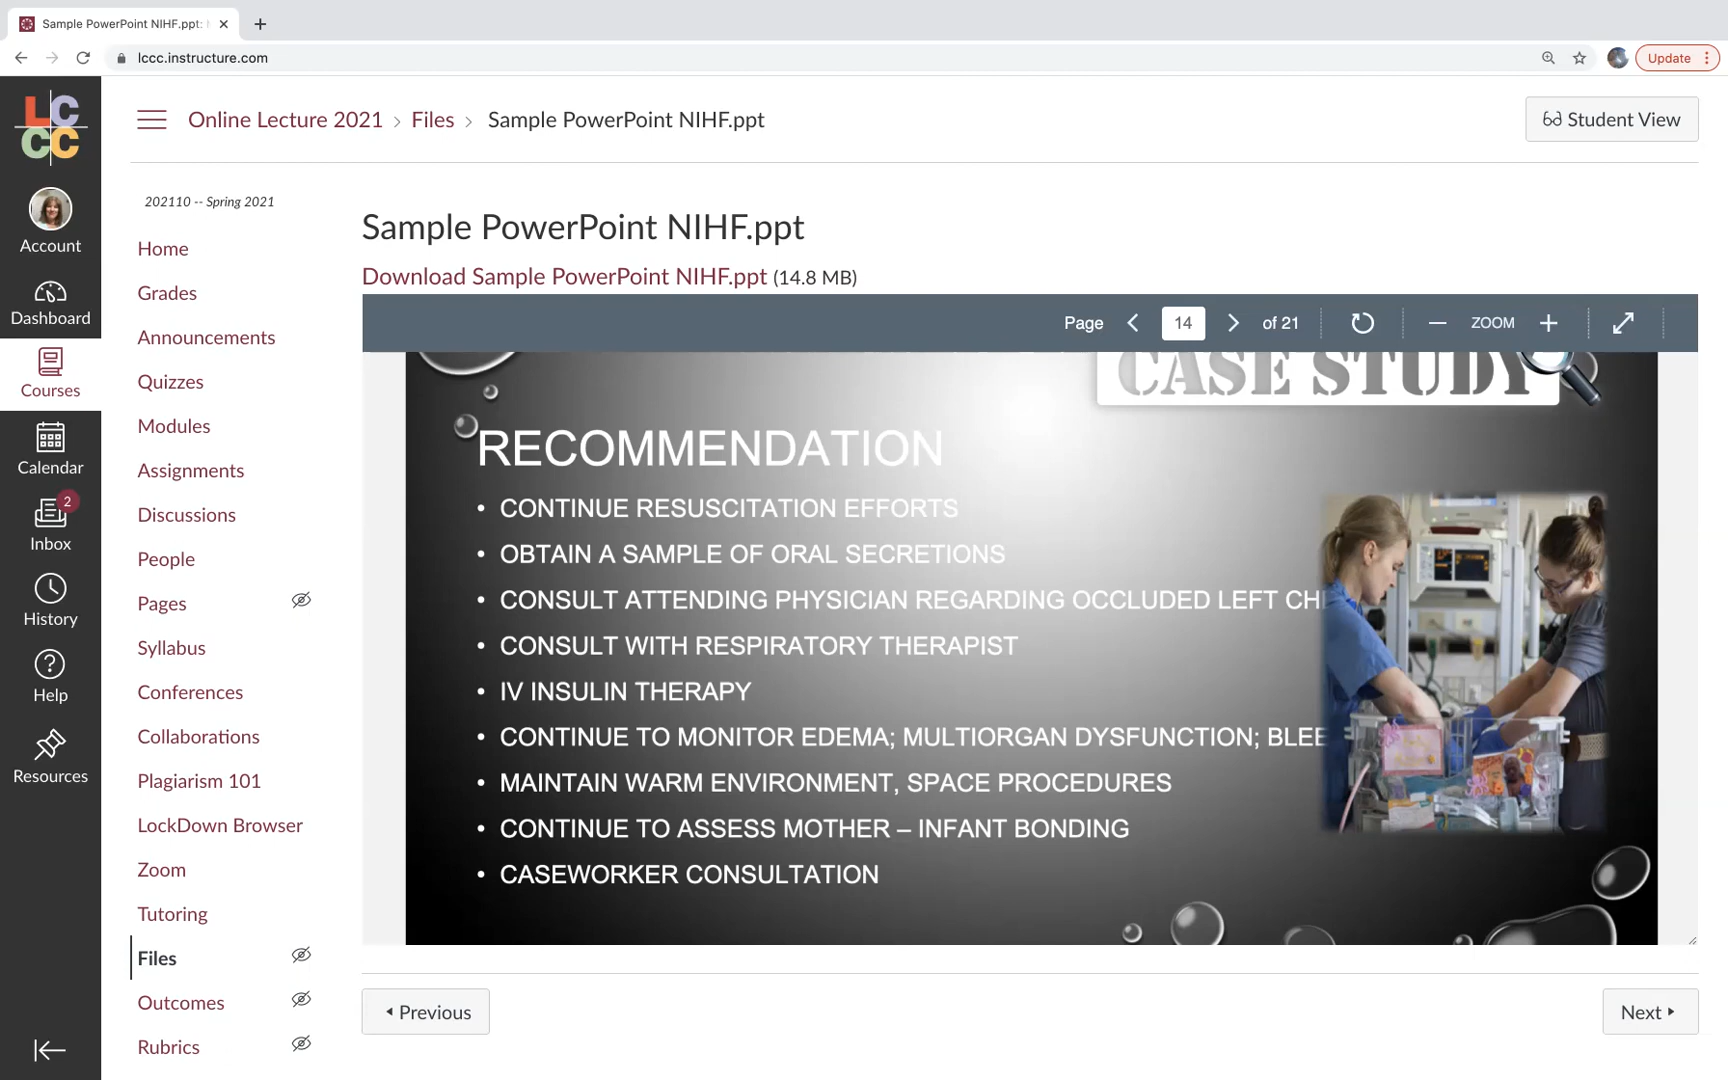 Sample PowerPoint NIHF.ppt:
lccc.instructure.com
Update
LCCC
Online Lecture 2021 > Files > Sample PowerPoint NIHF.ppt
Student View
Account
Dashboard
Courses
Calendar
2
Inbox
History
Help
Resources
202110 -- Spring 2021
Home
Grades
Announcements
Quizzes
Modules
Assignments
Discussions
People
Pages
Syllabus
Conferences
Collaborations
Plagiarism 101
LockDown Browser
Zoom
Tutoring
Files
Outcomes
Rubrics
Sample PowerPoint NIHF.ppt
Download Sample PowerPoint NIHF.ppt (14.8 MB)
Page 14 of 21 ZOOM
CASE STUDY
RECOMMENDATION
• CONTINUE RESUSCITATION EFFORTS
• OBTAIN A SAMPLE OF ORAL SECRETIONS
• CONSULT ATTENDING PHYSICIAN REGARDING OCCLUDED LEFT
• CONSULT WITH RESPIRATORY THERAPIST
• IV INSULIN THERAPY
• CONTINUE TO MONITOR EDEMA; MULTIORGAN DYSFUNCTION;
• MAINTAIN WARM ENVIRONMENT, SPACE PROCEDURES
• CONTINUE TO ASSESS MOTHER – INFANT BONDING
• CASEWORKER CONSULTATION
Previous
Next